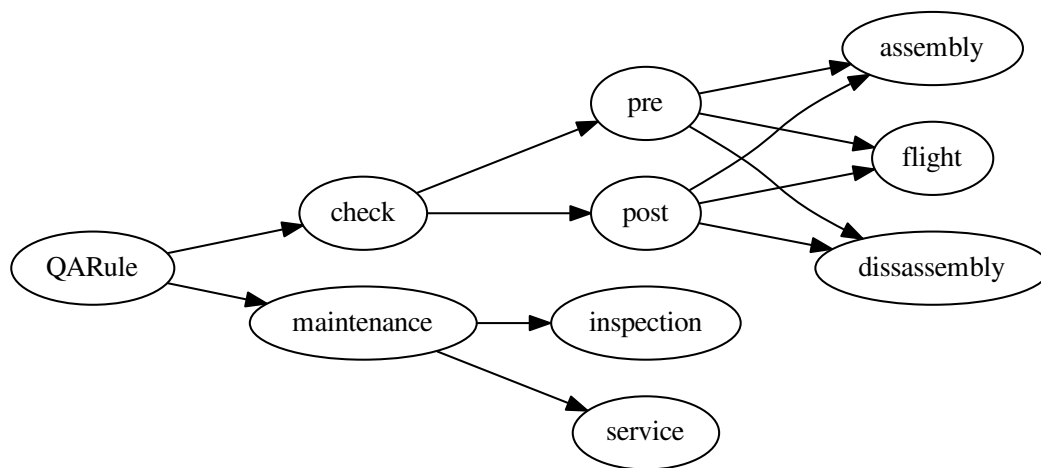 QARule
check
maintenance
pre
post
inspection
service
assembly
flight
dissassembly